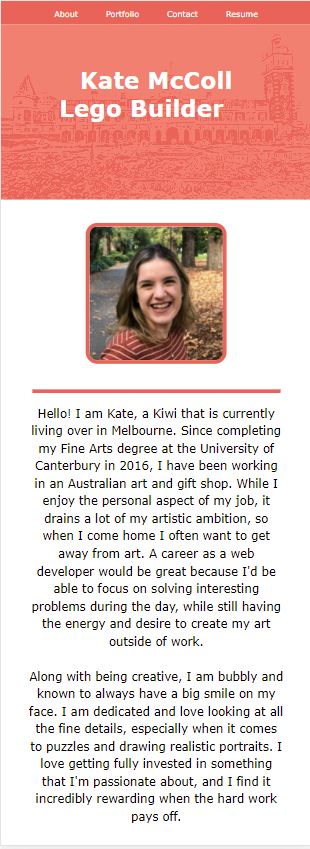 About Portfolio Contact Resume
Kate McColl
Lego Builder
Hello! I am Kate, a Kiwi that is currently
living over in Melbourne. Since completing
my Fine Arts degree at the University of
Canterbury in 2016, I have been working
in an Australian art and gift shop. While I
enjoy the personal aspect of my job, it
drains a lot of my artistic ambition, so
when I come home I often want to get
away from art. A career as a web
developer would be great because I'd be
able to focus on solving interesting
problems during the day, while still having
the energy and desire to create my art
outside of work.
Along with being creative, I am bubbly and
known to always have a big smile on my
face. I am dedicated and love looking at all
the fine details, especially when it comes
to puzzles and drawing realistic portraits. I
love getting fully invested in something
that I'm passionate about, and I find it
incredibly rewarding when the hard work
pays off.